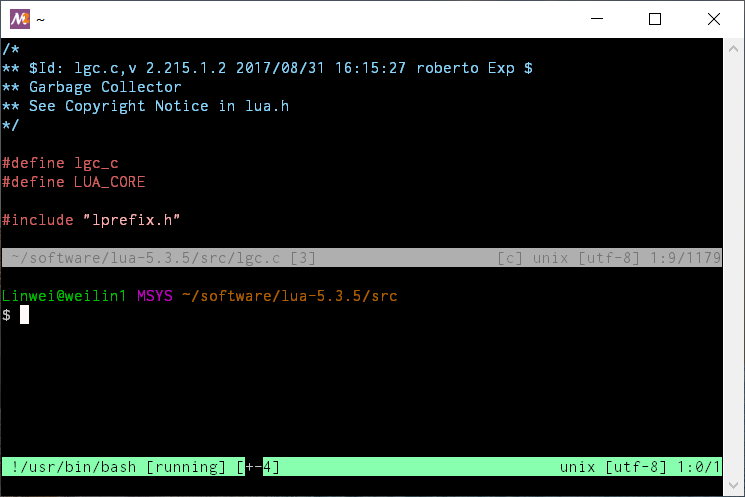 M2 ~
/*
** $Id: lgc.c,v 2.215.1.2 2017/08/31 16:15:27 roberto Exp $
** Garbage Collector
** See Copyright Notice in lua.h
*/
#define lgc_c
#define LUA_CORE
#include "lprefix.h"
~/software/lua-5.3.5/src/lgc.c [3] [c] unix [utf-8] 1:9/1179
Linwei@weilin1 MSYS ~/software/lua-5.3.5/src
$
!/usr/bin/bash [running] [+-4] unix [utf-8] 1:0/1